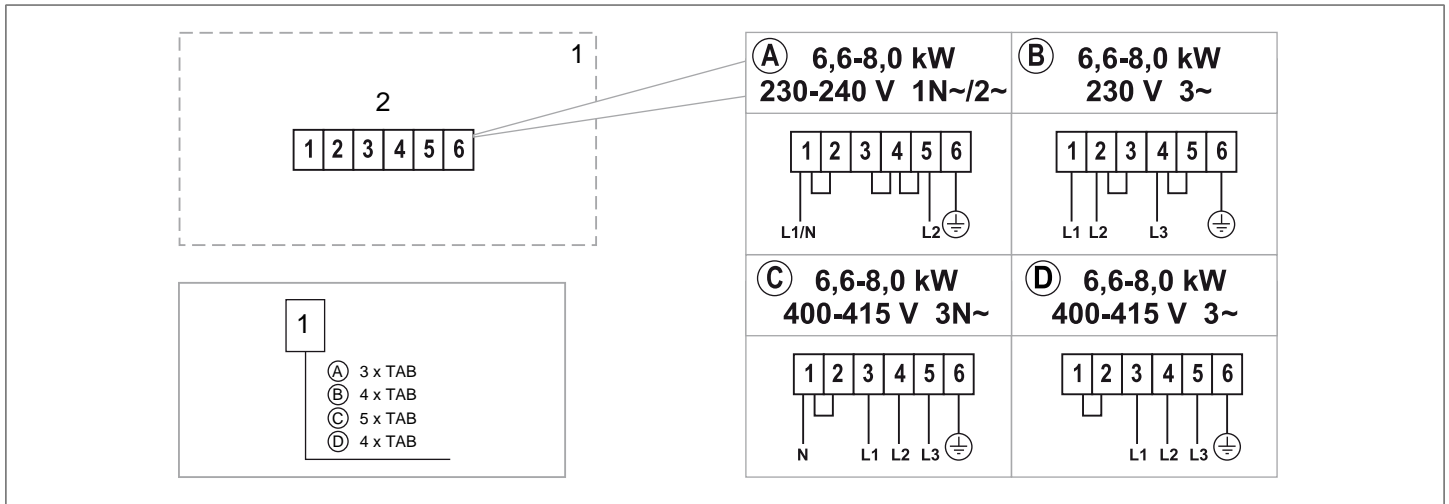 1
2
1 2 3 4 5 6
1
Ⓐ 3 x TAB
Ⓑ 4 x TAB
Ⓒ 5 x TAB
Ⓓ 4 x TAB
Ⓐ 6,6-8,0 kW
230-240 V 1N~/2~
1 2 3 4 5 6
L1/N L2
Ⓑ 6,6-8,0 kW
230 V 3~
1 2 3 4 5 6
L1 L2 L3
Ⓒ 6,6-8,0 kW
400-415 V 3N~
1 2 3 4 5 6
N L1 L2 L3
Ⓓ 6,6-8,0 kW
400-415 V 3~
1 2 3 4 5 6
L1 L2 L3